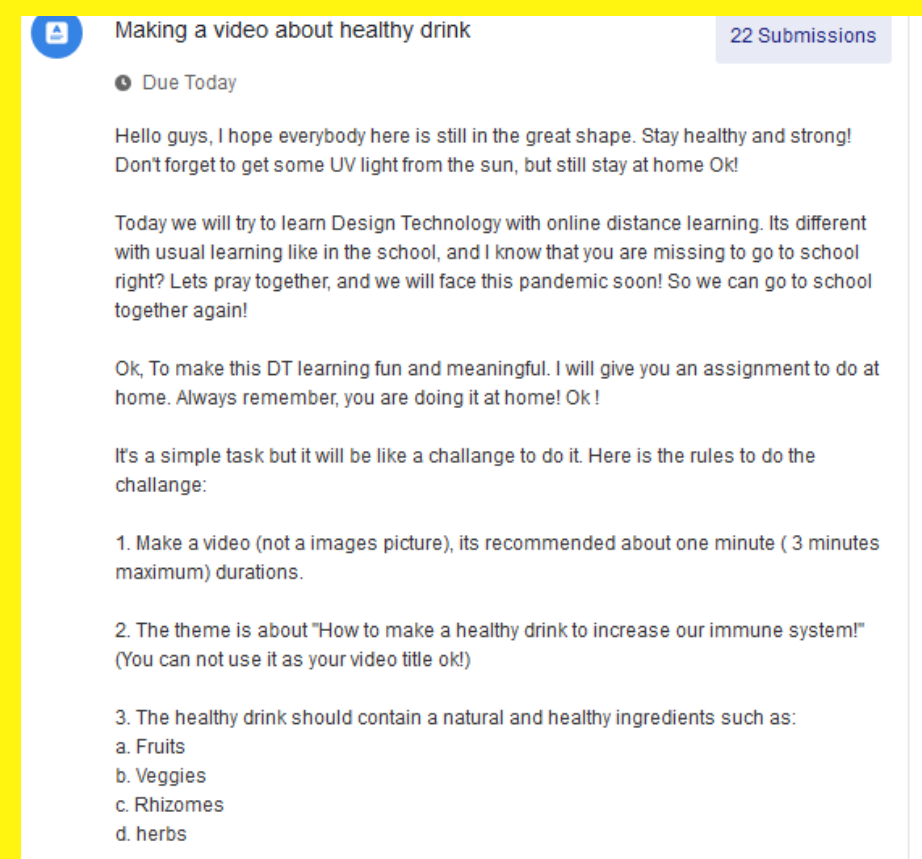 Making a video about healthy drink
22 Submissions
Due Today
Hello guys, I hope everybody here is still in the great shape. Stay healthy and strong!
Don't forget to get some UV light from the sun, but still stay at home Ok!
Today we will try to learn Design Technology with online distance learning. Its different
with usual learning like in the school, and I know that you are missing to go to school
right? Lets pray together, and we will face this pandemic soon! So we can go to school
together again!
Ok, To make this DT learning fun and meaningful. I will give you an assignment to do at
home. Always remember, you are doing it at home! Ok !
It's a simple task but it will be like a challange to do it. Here is the rules to do the
challange:
1. Make a video (not a images picture), its recommended about one minute ( 3 minutes
maximum) durations.
2. The theme is about "How to make a healthy drink to increase our immune system!"
(You can not use it as your video title ok!)
3. The healthy drink should contain a natural and healthy ingredients such as:
a. Fruits
b. Veggies
c. Rhizomes
d. herbs